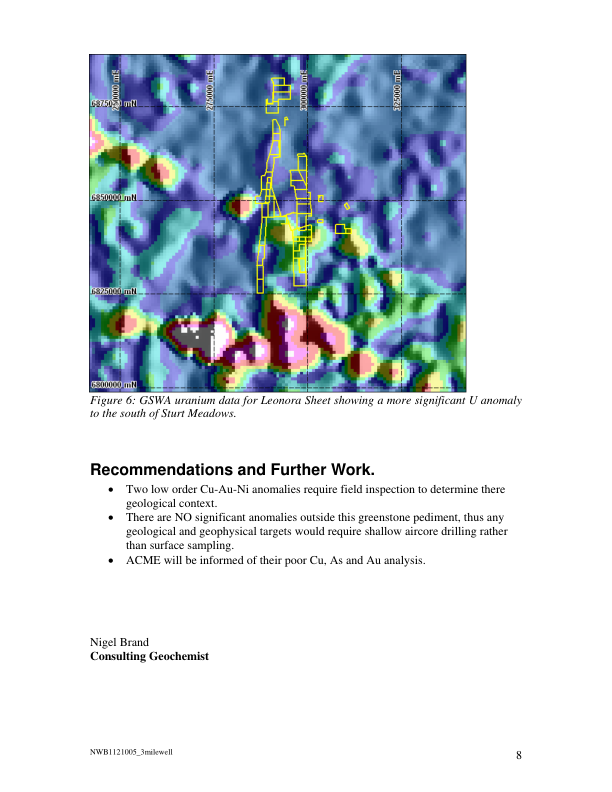 250000 mE
275000 mE
300000 mE
325000 mE
6875000 mN
6850000 mN
6825000 mN
6800000 mN
Figure 6: GSWA uranium data for Leonora Sheet showing a more significant U anomaly
to the south of Sturt Meadows.
Recommendations and Further Work.
• Two low order Cu-Au-Ni anomalies require field inspection to determine there
geological context.
• There are NO significant anomalies outside this greenstone pediment, thus any
geological and geophysical targets would require shallow aircore drilling rather
than surface sampling.
• ACME will be informed of their poor Cu, As and Au analysis.
Nigel Brand
Consulting Geochemist
NWB1121005_3milewell
8